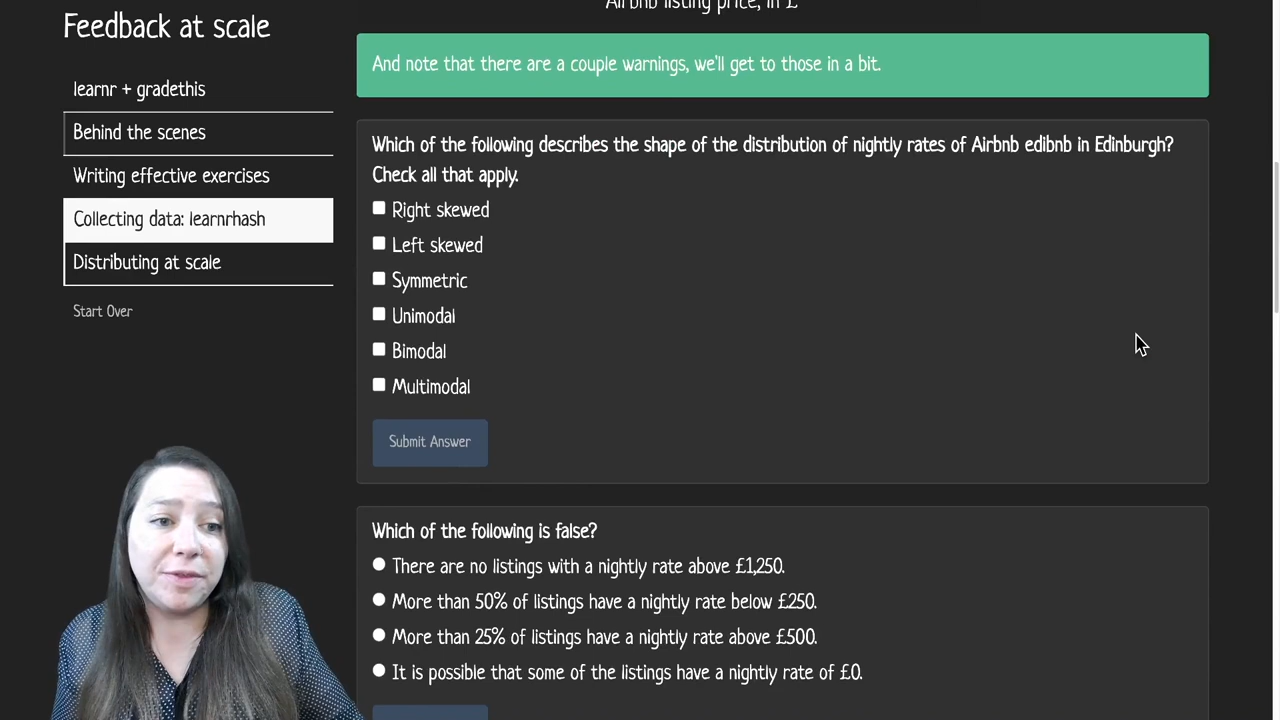 Feedback at scale
learnr + gradethis
Behind the scenes
Writing effective exercises
Collecting data: learnrhash
Distributing at scale
Start Over
Airbnb listing price, in £
And note that there are a couple warnings, we'll get to those in a bit.
Which of the following describes the shape of the distribution of nightly rates of Airbnb edibnb in Edinburgh?
Check all that apply.
Right skewed
Left skewed
Symmetric
Unimodal
Bimodal
Multimodal
Submit Answer
Which of the following is false?
There are no listings with a nightly rate above £1,250.
More than 50% of listings have a nightly rate below £250.
More than 25% of listings have a nightly rate above £500.
It is possible that some of the listings have a nightly rate of £0.